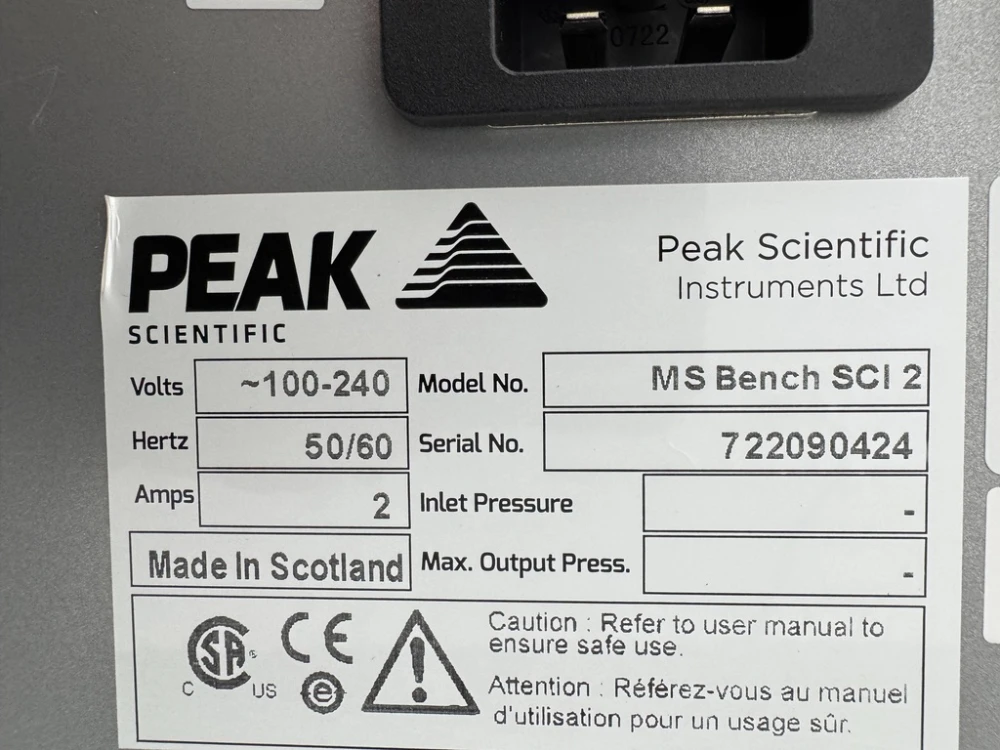 0722
PEAK
SCIENTIFIC
Peak Scientific
Instruments Ltd
Volts ~100-240 Model No. MS Bench SCI 2
Hertz 50/60 Serial No. 722090424
Amps 2 Inlet Pressure -
Made In Scotland Max. Output Press. -
C SA ® US CE e
Caution : Refer to user manual to
ensure safe use.
Attention : Référez-vous au manuel
d'utilisation pour un usage sûr.